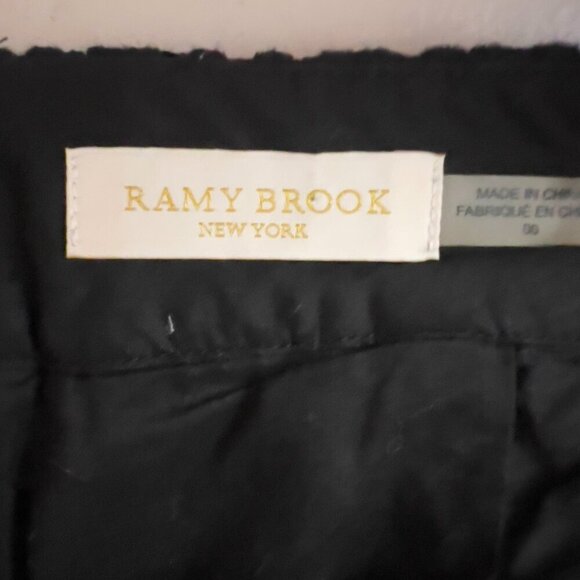 RAMY BROOK
NEW YORK
MADE IN
FABRIQUÉ EN
00